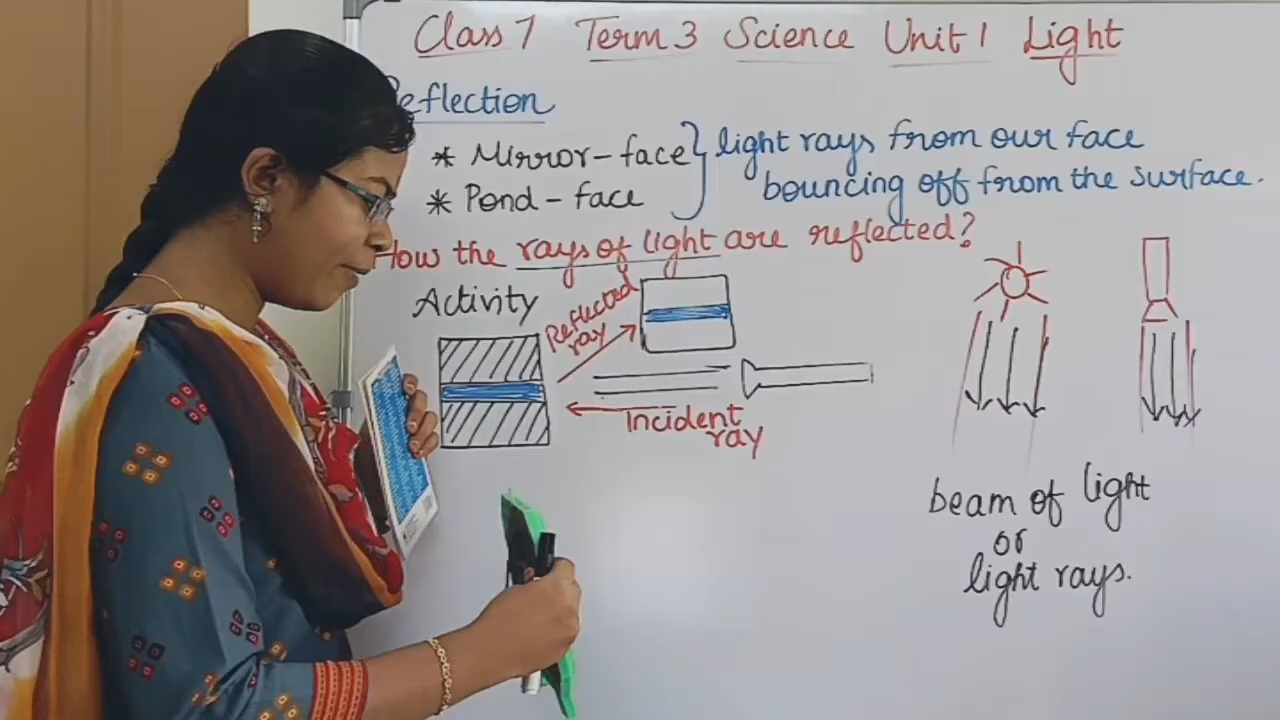 Class 7 Term 3 Science Unit 1 Light
Reflection
* Mirror-face } light rays from our face
* Pond - face bouncing off from the surface.
How the rays of light are reflected?
Activity
Reflected
ray
Incident
ray
beam of light
or
light rays.